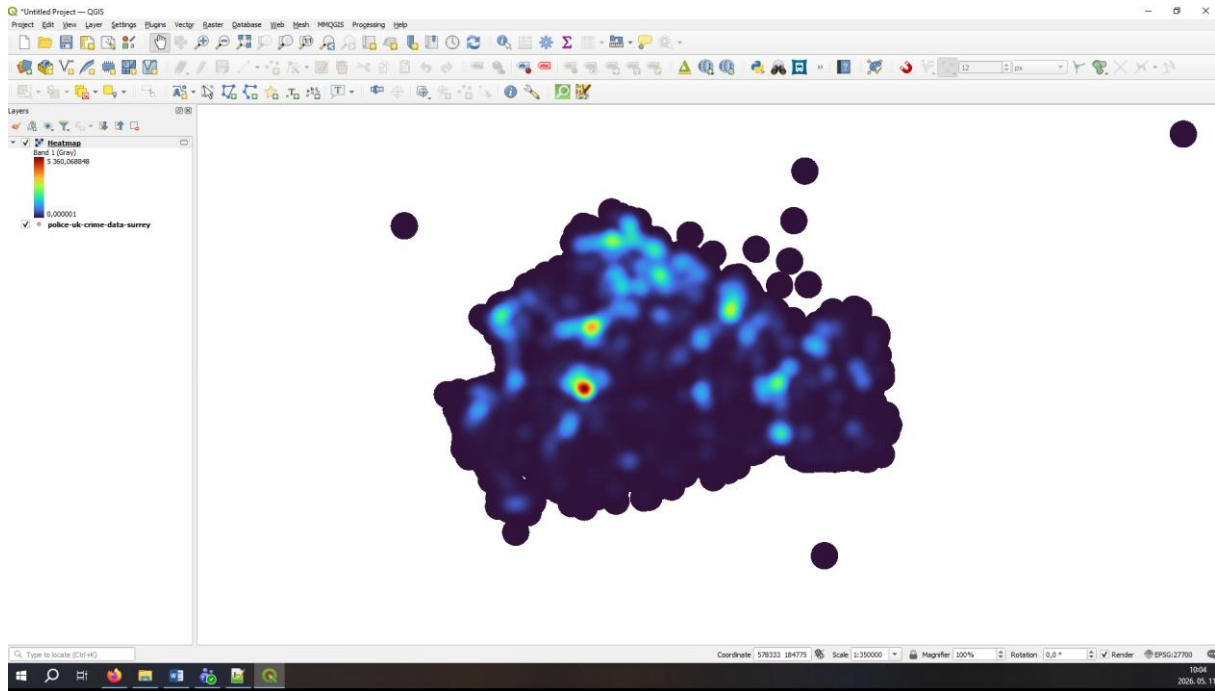 *Untitled Project — QGIS
Project Edit View Layer Settings Plugins Vector Raster Database Web Mesh MMQGIS Processing Help
12 px
Layers
Heatmap
Band 1 (Gray)
5 360,068848
0,000001
police-uk-crime-data-surrey
Type to locate (Ctrl+K)
Coordinate 578333 184775 Scale 1:350000 Magnifier 100% Rotation 0,0 ° Render EPSG:27700
10:04
2026. 05. 11